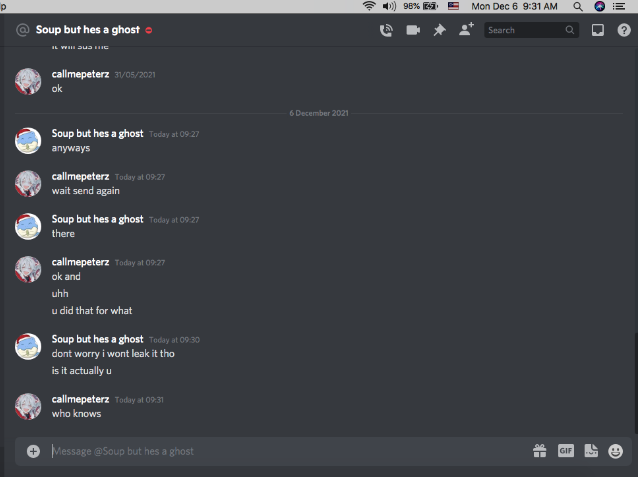 lp
98%
Mon Dec 6 9:31 AM
@ Soup but hes a ghost
Search
it will sus me
callmepeterz 31/05/2021
ok
6 December 2021
Soup but hes a ghost Today at 09:27
anyways
callmepeterz Today at 09:27
wait send again
Soup but hes a ghost Today at 09:27
there
callmepeterz Today at 09:27
ok and
uhh
u did that for what
Soup but hes a ghost Today at 09:30
dont worry i wont leak it tho
is it actually u
callmepeterz Today at 09:31
who knows
Message @Soup but hes a ghost
GIF